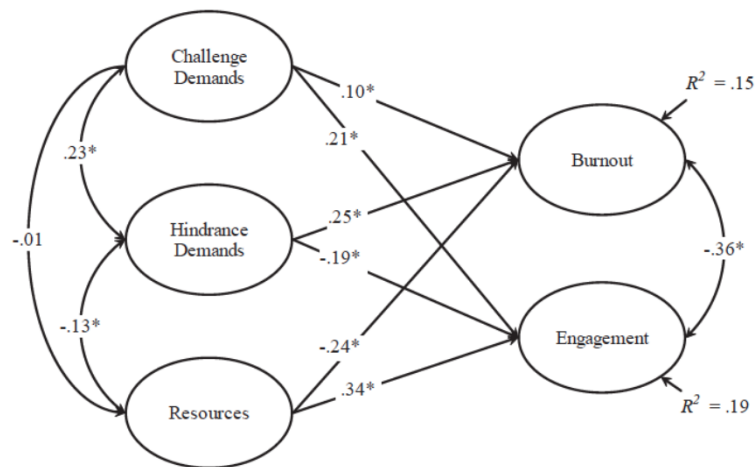 Challenge
Demands
.10*
R² = .15
.21*
.23*
Burnout
Hindrance
Demands
.25*
-.01
-.19*
-.36*
-.13*
-.24*
Engagement
.34*
Resources
R² = .19